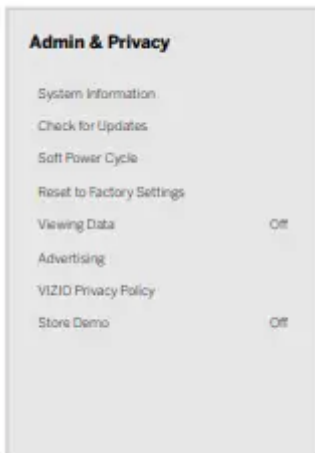 Admin & Privacy
System Information
Check for Updates
Soft Power Cycle
Reset to Factory Settings
Viewing Data Off
Advertising
VIZIO Privacy Policy
Store Demo Off